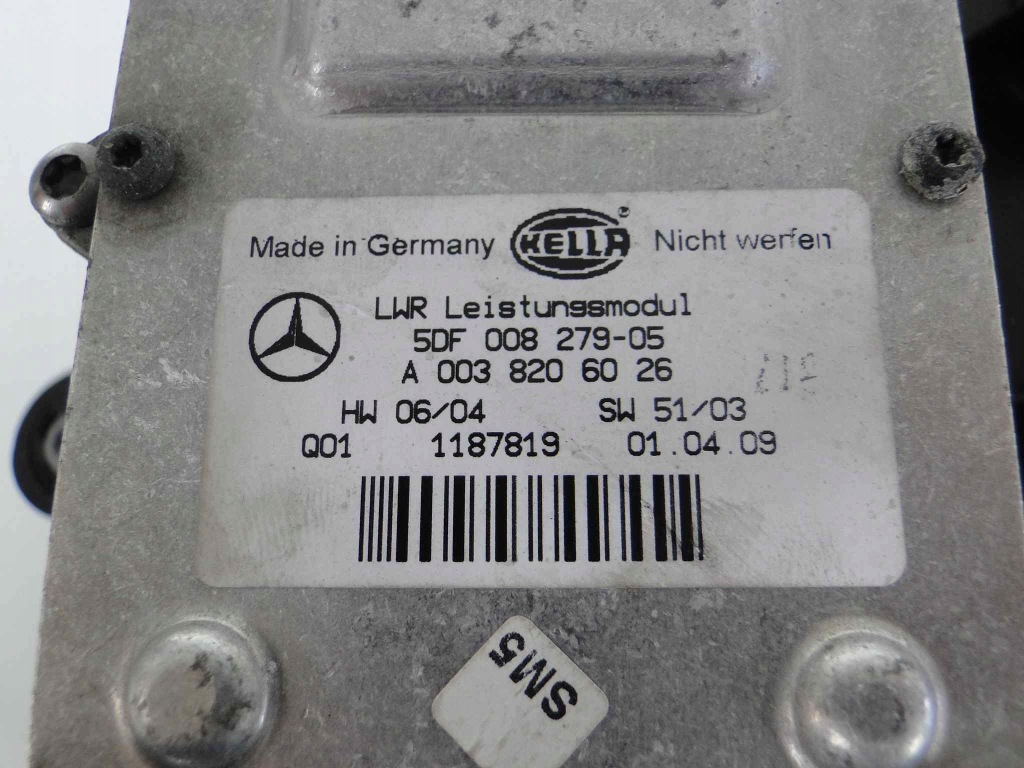 Made in Germany HELLA® Nicht werfen
LWR Leistungsmodul
5DF 008 279-05
A 003 820 60 26
HW 06/04 SW 51/03
Q01 1187819 01.04.09
SM5